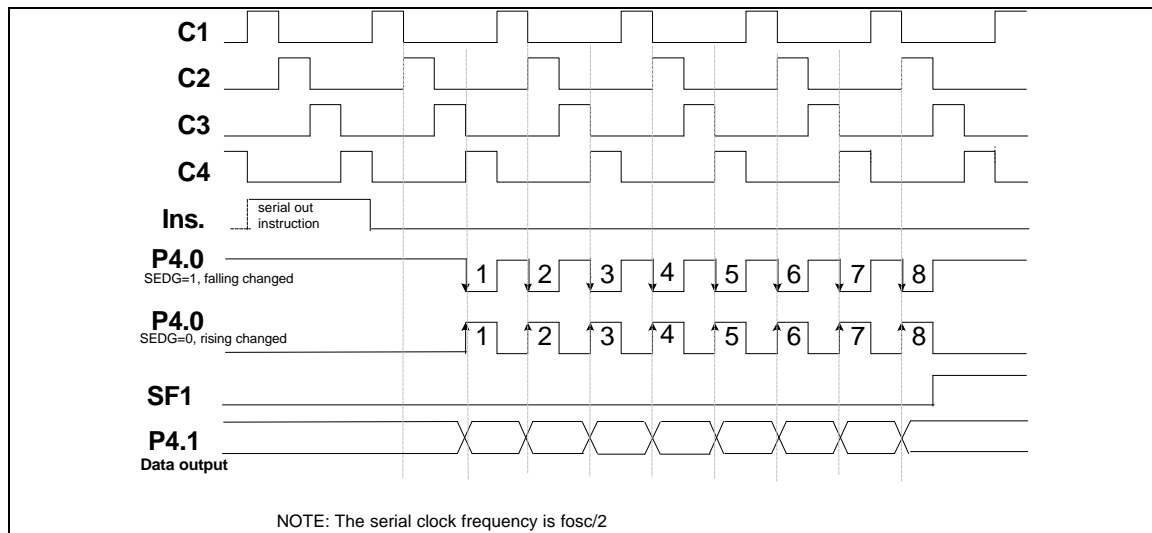 C1
C2
C3
C4
Ins.
serial out
instruction
P4.0
SEDG=1, falling changed
1 2 3 4 5 6 7 8
P4.0
SEDG=0, rising changed
1 2 3 4 5 6 7 8
SF1
P4.1
Data output
NOTE: The serial clock frequency is fosc/2